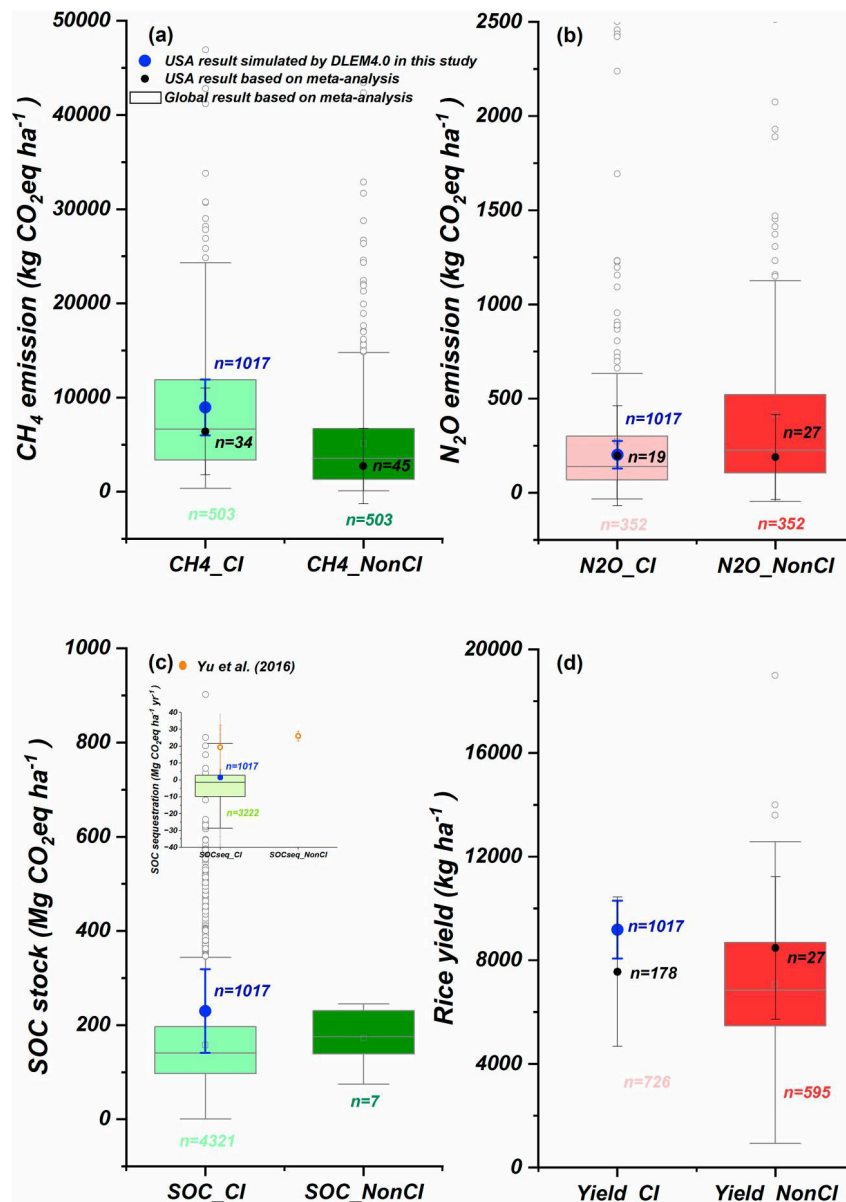 (a)
USA result simulated by DLEM4.0 in this study
USA result based on meta-analysis
Global result based on meta-analysis
CH4 emission (kg CO2eq ha-1)
50000
40000
30000
20000
10000
0
n=1017
n=34
n=45
n=503
n=503
CH4_CI
CH4_NonCI
(b)
N2O emission (kg CO2eq ha-1)
2500
2000
1500
1000
500
0
n=1017
n=19
n=27
n=352
n=352
N2O_CI
N2O_NonCI
(c)
Yu et al. (2016)
SOC stock (Mg CO2eq ha-1)
1000
800
600
400
200
0
SOC sequestration (Mg CO2eq ha-1 yr-1)
40
30
20
10
0
−10
−20
−30
−40
n=1017
n=3222
SOCseq_CI
SOCseq_NonCI
n=1017
n=4321
n=7
SOC_CI
SOC_NonCI
(d)
Rice yield (kg ha-1)
20000
16000
12000
8000
4000
0
n=1017
n=178
n=27
n=726
n=595
Yield_CI
Yield_NonCI